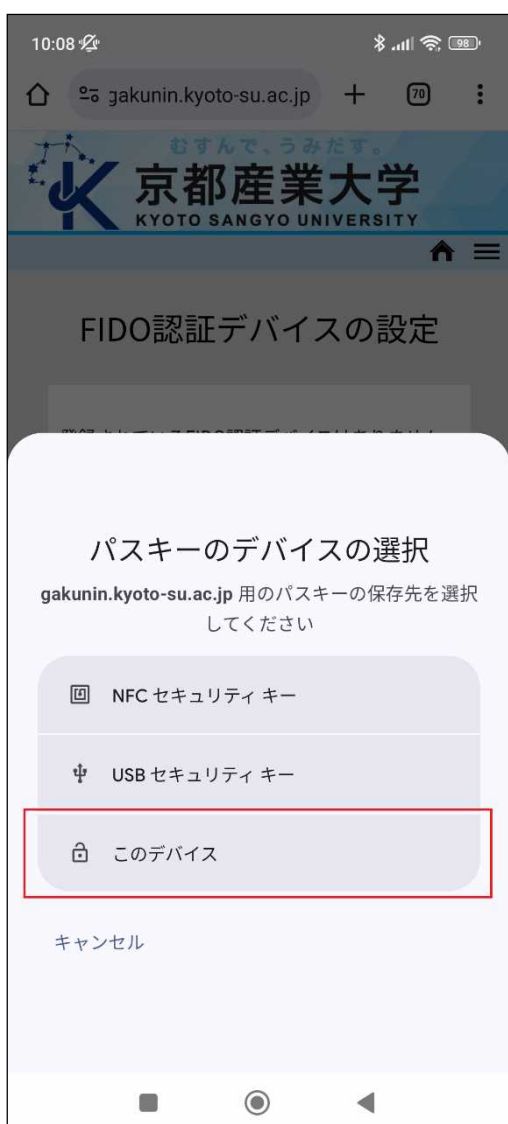 10:08
98
gakunin.kyoto-su.ac.jp
70
むすんで、うみだす。
京都産業大学
KYOTO SANGYO UNIVERSITY
FIDO認証デバイスの設定
パスキーのデバイスの選択
gakunin.kyoto-su.ac.jp 用のパスキーの保存先を選択
してください
NFC セキュリティ キー
USB セキュリティ キー
このデバイス
キャンセル